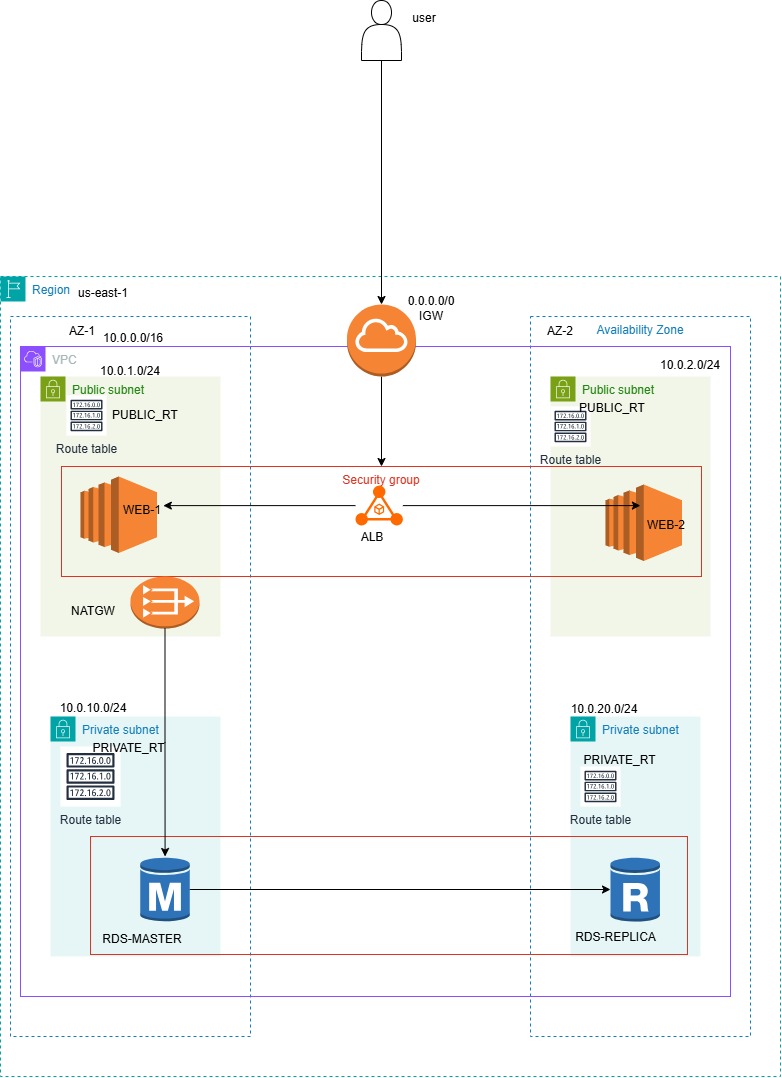 user
Region
us-east-1
0.0.0.0/0
IGW
AZ-1
10.0.0.0/16
AZ-2
Availability Zone
VPC
10.0.1.0/24
10.0.2.0/24
Public subnet
Public subnet
172.16.0.0
172.16.1.0
172.16.2.0
PUBLIC_RT
PUBLIC_RT
172.16.0.0
172.16.1.0
172.16.2.0
Route table
Route table
Security group
WEB-1
ALB
WEB-2
NATGW
10.0.10.0/24
10.0.20.0/24
Private subnet
Private subnet
PRIVATE_RT
172.16.0.0
172.16.1.0
172.16.2.0
PRIVATE_RT
172.16.0.0
172.16.1.0
172.16.2.0
Route table
Route table
M
R
RDS-MASTER
RDS-REPLICA